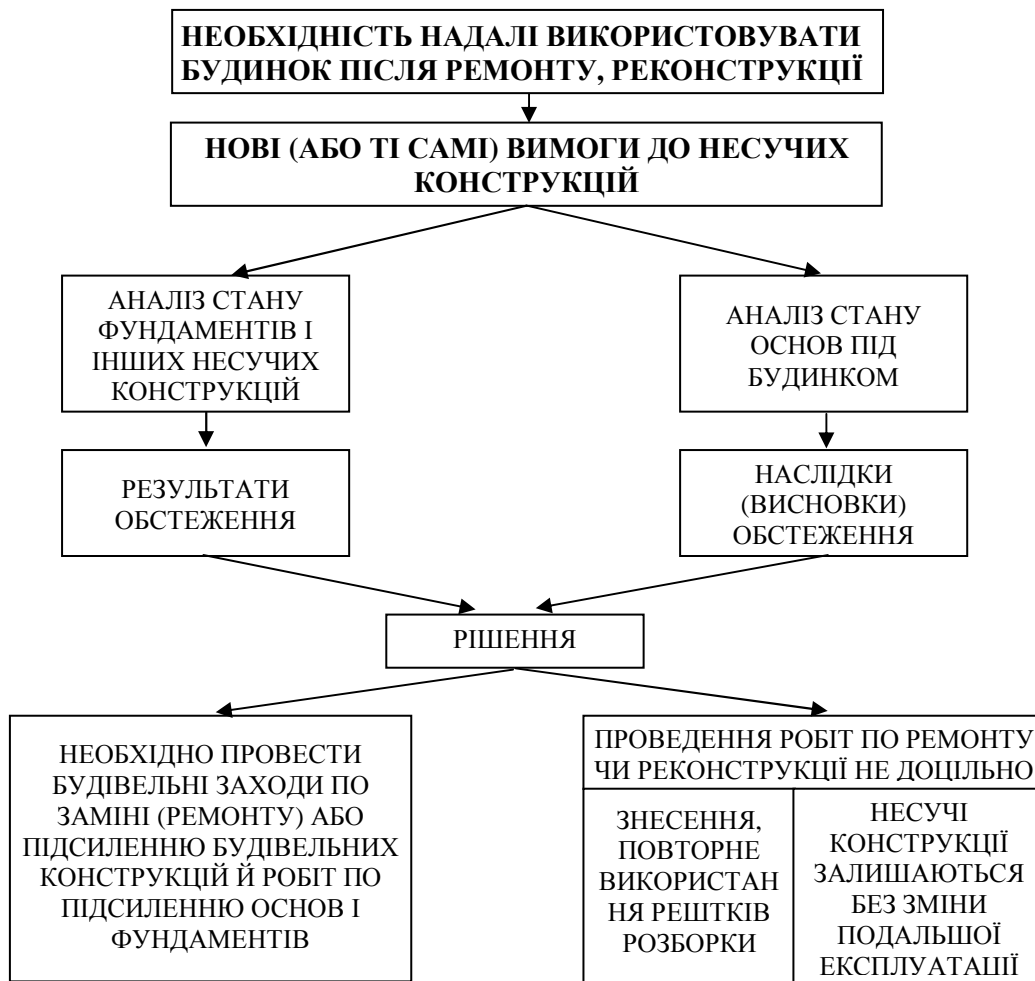 НЕОБХІДНІСТЬ НАДАЛІ ВИКОРИСТОВУВАТИ
БУДИНОК ПІСЛЯ РЕМОНТУ, РЕКОНСТРУКЦІЇ
НОВІ (АБО ТІ САМІ) ВИМОГИ ДО НЕСУЧИХ
КОНСТРУКЦІЙ
АНАЛІЗ СТАНУ
ФУНДАМЕНТІВ І
ІНШИХ НЕСУЧИХ
КОНСТРУКЦІЙ
АНАЛІЗ СТАНУ
ОСНОВ ПІД
БУДИНКОМ
РЕЗУЛЬТАТИ
ОБСТЕЖЕННЯ
НАСЛІДКИ
(ВИСНОВКИ)
ОБСТЕЖЕННЯ
РІШЕННЯ
НЕОБХІДНО ПРОВЕСТИ
БУДІВЕЛЬНІ ЗАХОДИ ПО
ЗАМІНІ (РЕМОНТУ) АБО
ПІДСИЛЕННЮ БУДІВЕЛЬНИХ
КОНСТРУКЦІЙ Й РОБІТ ПО
ПІДСИЛЕННЮ ОСНОВ І
ФУНДАМЕНТІВ
ПРОВЕДЕННЯ РОБІТ ПО РЕМОНТУ
ЧИ РЕКОНСТРУКЦІЇ НЕ ДОЦІЛЬНО
ЗНЕСЕННЯ,
ПОВТОРНЕ
ВИКОРИСТАН
НЯ РЕШТКІВ
РОЗБОРКИ
НЕСУЧІ
КОНСТРУКЦІЇ
ЗАЛИШАЮТЬСЯ
БЕЗ ЗМІНИ
ПОДАЛЬШОЇ
ЕКСПЛУАТАЦІЇ